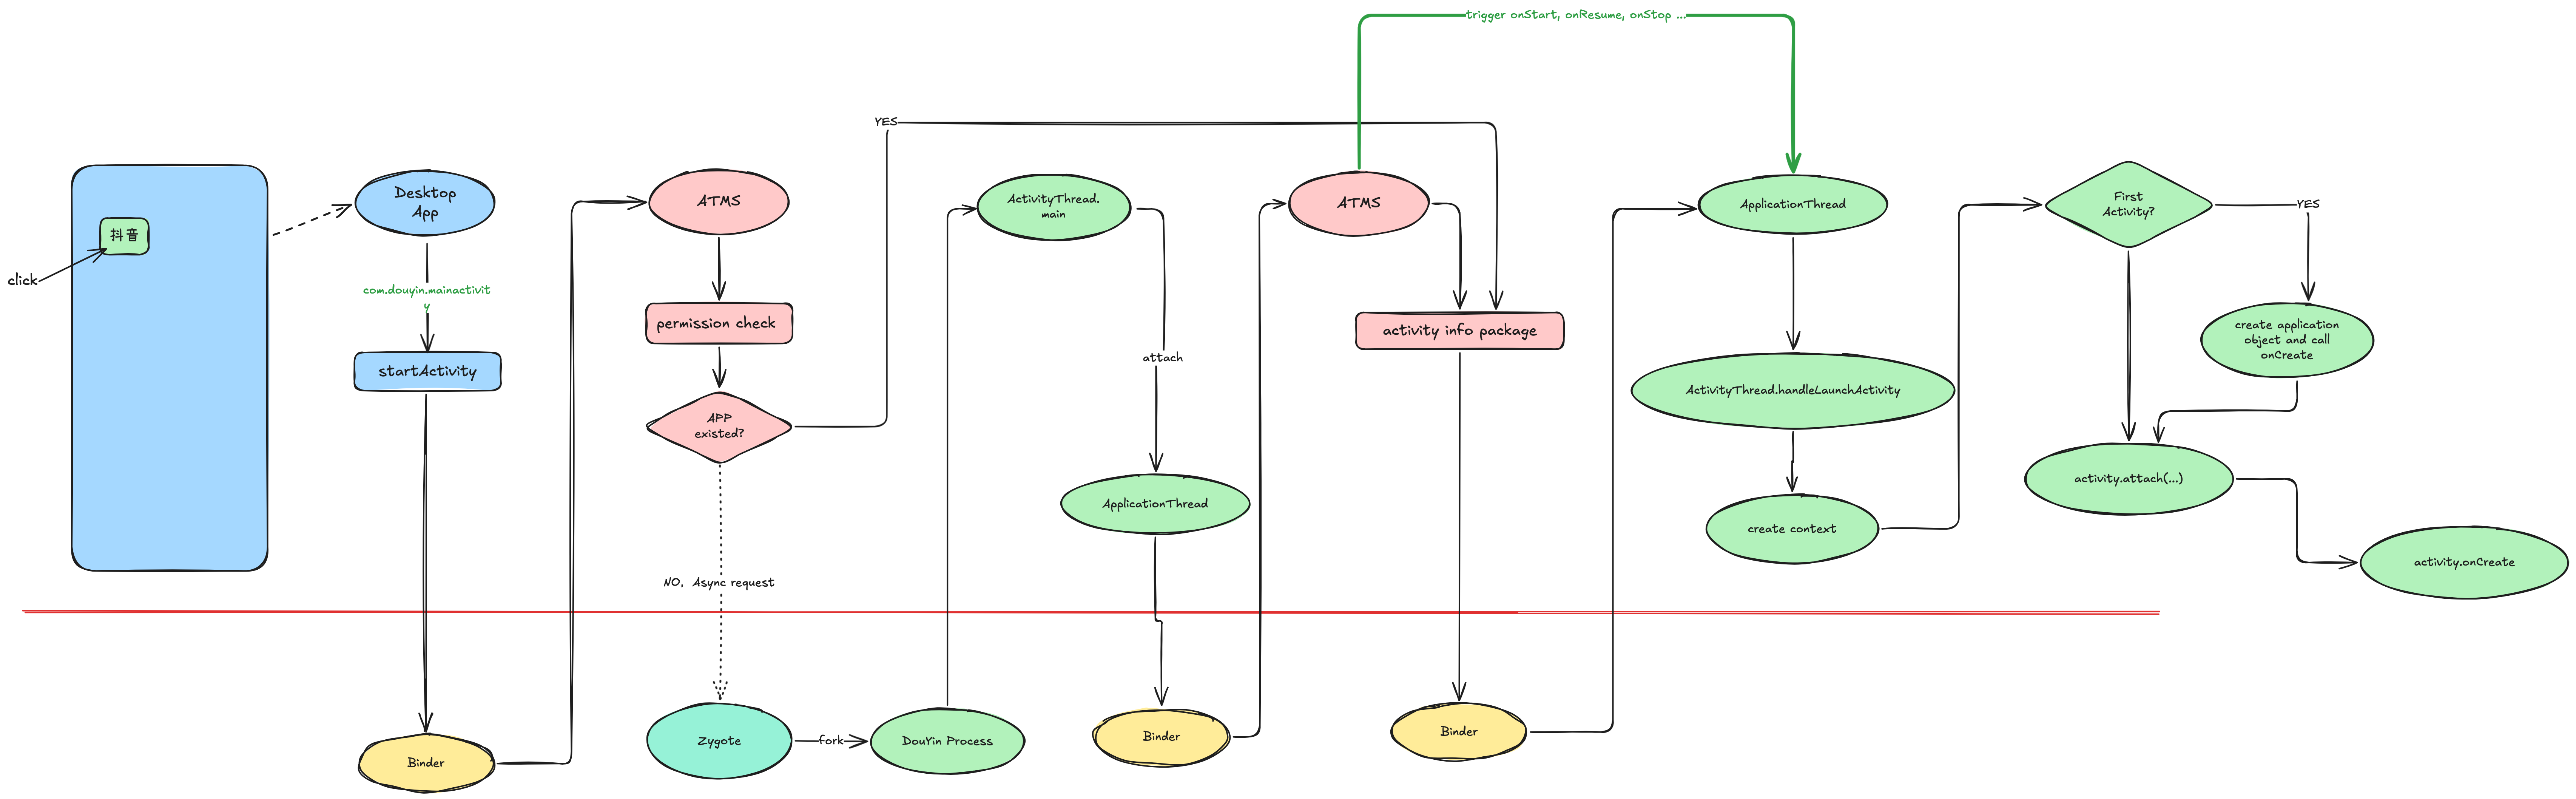 trigger onStart, onResume, onStop ...
YES
Desktop
App
ATMS
ActivityThread.
main
ATMS
ApplicationThread
First
Activity?
YES
抖音
click
com.douyin.mainactivit
y
permission check
activity info package
create application
object and call
onCreate
startActivity
attach
ActivityThread.handleLaunchActivity
APP
existed?
activity.attach(...)
ApplicationThread
create context
activity.onCreate
NO, Async request
Binder
Zygote
fork
DouYin Process
Binder
Binder